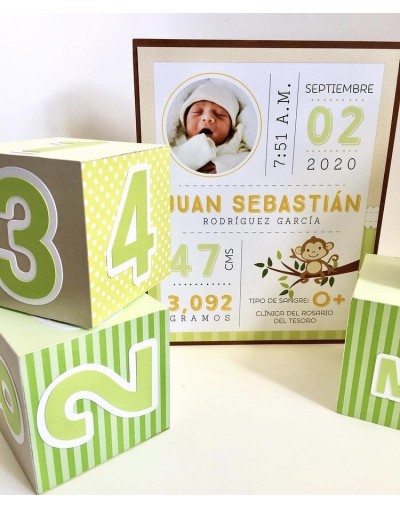 7:51 A.M.
SEPTIEMBRE
02
2020
JUAN SEBASTIÁN
RODRÍGUEZ GARCÍA
47 CMS
3,092
GRAMOS
TIPO DE SANGRE: O+
CLÍNICA DEL ROSARIO
DEL TESORO
3
4
2